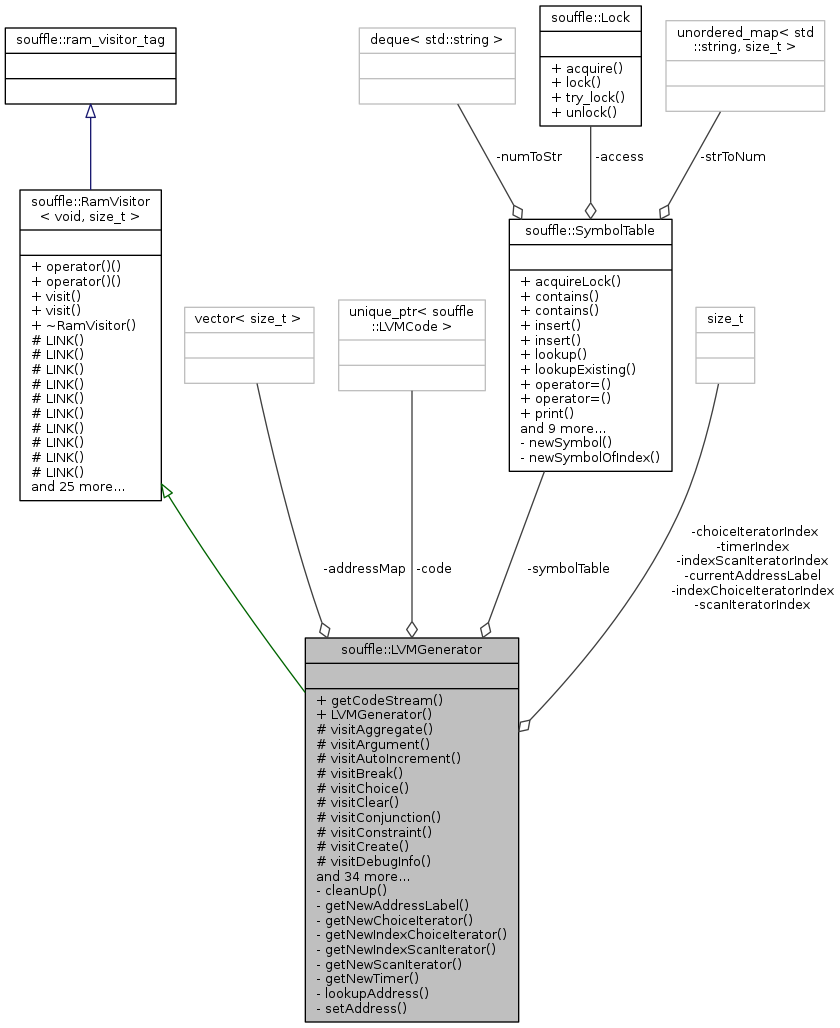 souffle::ram_visitor_tag
deque< std::string >
souffle::Lock
+ acquire()
+ lock()
+ try_lock()
+ unlock()
unordered_map< std
::string, size_t >
-numToStr
-access
-strToNum
souffle::RamVisitor
< void, size_t >
+ operator()()
+ operator()()
+ visit()
+ visit()
+ ~RamVisitor()
# LINK()
# LINK()
# LINK()
# LINK()
# LINK()
# LINK()
# LINK()
# LINK()
# LINK()
# LINK()
and 25 more...
vector< size_t >
unique_ptr< souffle
::LVMCode >
souffle::SymbolTable
+ acquireLock()
+ contains()
+ contains()
+ insert()
+ insert()
+ lookup()
+ lookupExisting()
+ operator=()
+ operator=()
+ print()
and 9 more...
- newSymbol()
- newSymbolOfIndex()
size_t
-addressMap
-code
-symbolTable
-choiceIteratorIndex
-timerIndex
-indexScanIteratorIndex
-currentAddressLabel
-indexChoiceIteratorIndex
-scanIteratorIndex
souffle::LVMGenerator
+ getCodeStream()
+ LVMGenerator()
# visitAggregate()
# visitArgument()
# visitAutoIncrement()
# visitBreak()
# visitChoice()
# visitClear()
# visitConjunction()
# visitConstraint()
# visitCreate()
# visitDebugInfo()
and 34 more...
- cleanUp()
- getNewAddressLabel()
- getNewChoiceIterator()
- getNewIndexChoiceIterator()
- getNewIndexScanIterator()
- getNewScanIterator()
- getNewTimer()
- lookupAddress()
- setAddress()